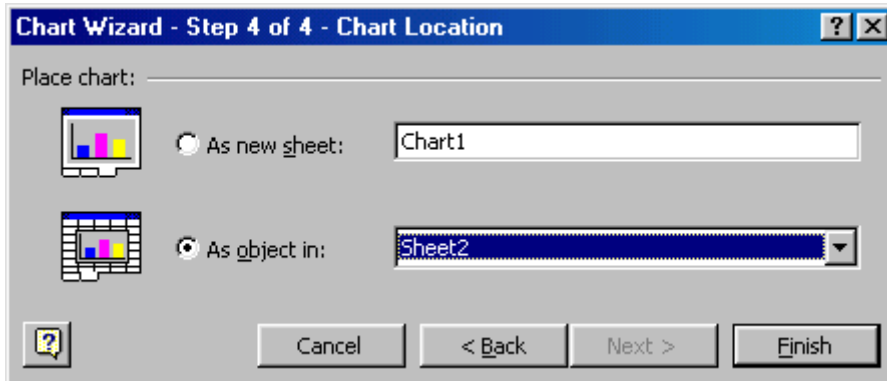 Chart Wizard - Step 4 of 4 - Chart Location
Place chart:
As new sheet: Chart1
As object in: Sheet2
Cancel < Back Next > Finish